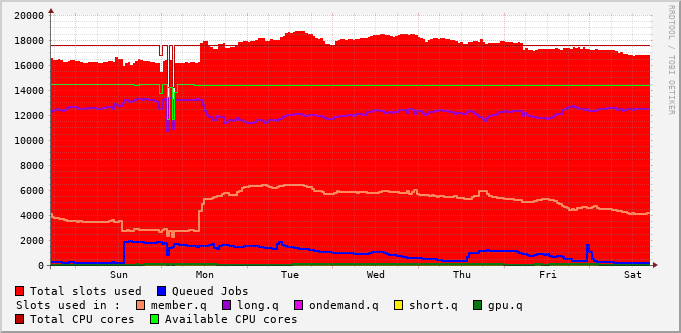 20000
18000
16000
14000
12000
10000
8000
6000
4000
2000
0
Sun Mon Tue Wed Thu Fri Sat
RRDTOOL / TOBI OETIKER
Total slots used Queued Jobs
Slots used in : member.q long.q ondemand.q short.q gpu.q
Total CPU cores Available CPU cores